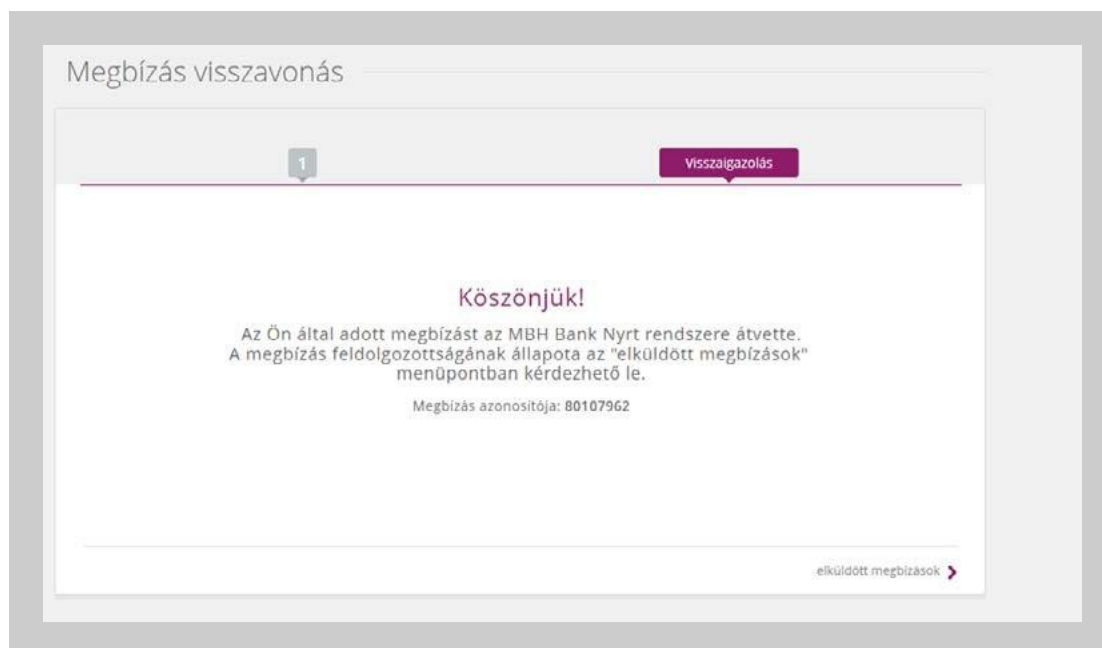 Megbízás visszavonás
1
Visszaigazolás
Köszönjük!
Az Ön által adott megbízást az MBH Bank Nyrt rendszere átvette.
A megbízás feldolgozottságának állapota az "elküldött megbízások"
menüpontban kérdezhető le.
Megbízás azonosítója: 80107962
elküldött megbízások